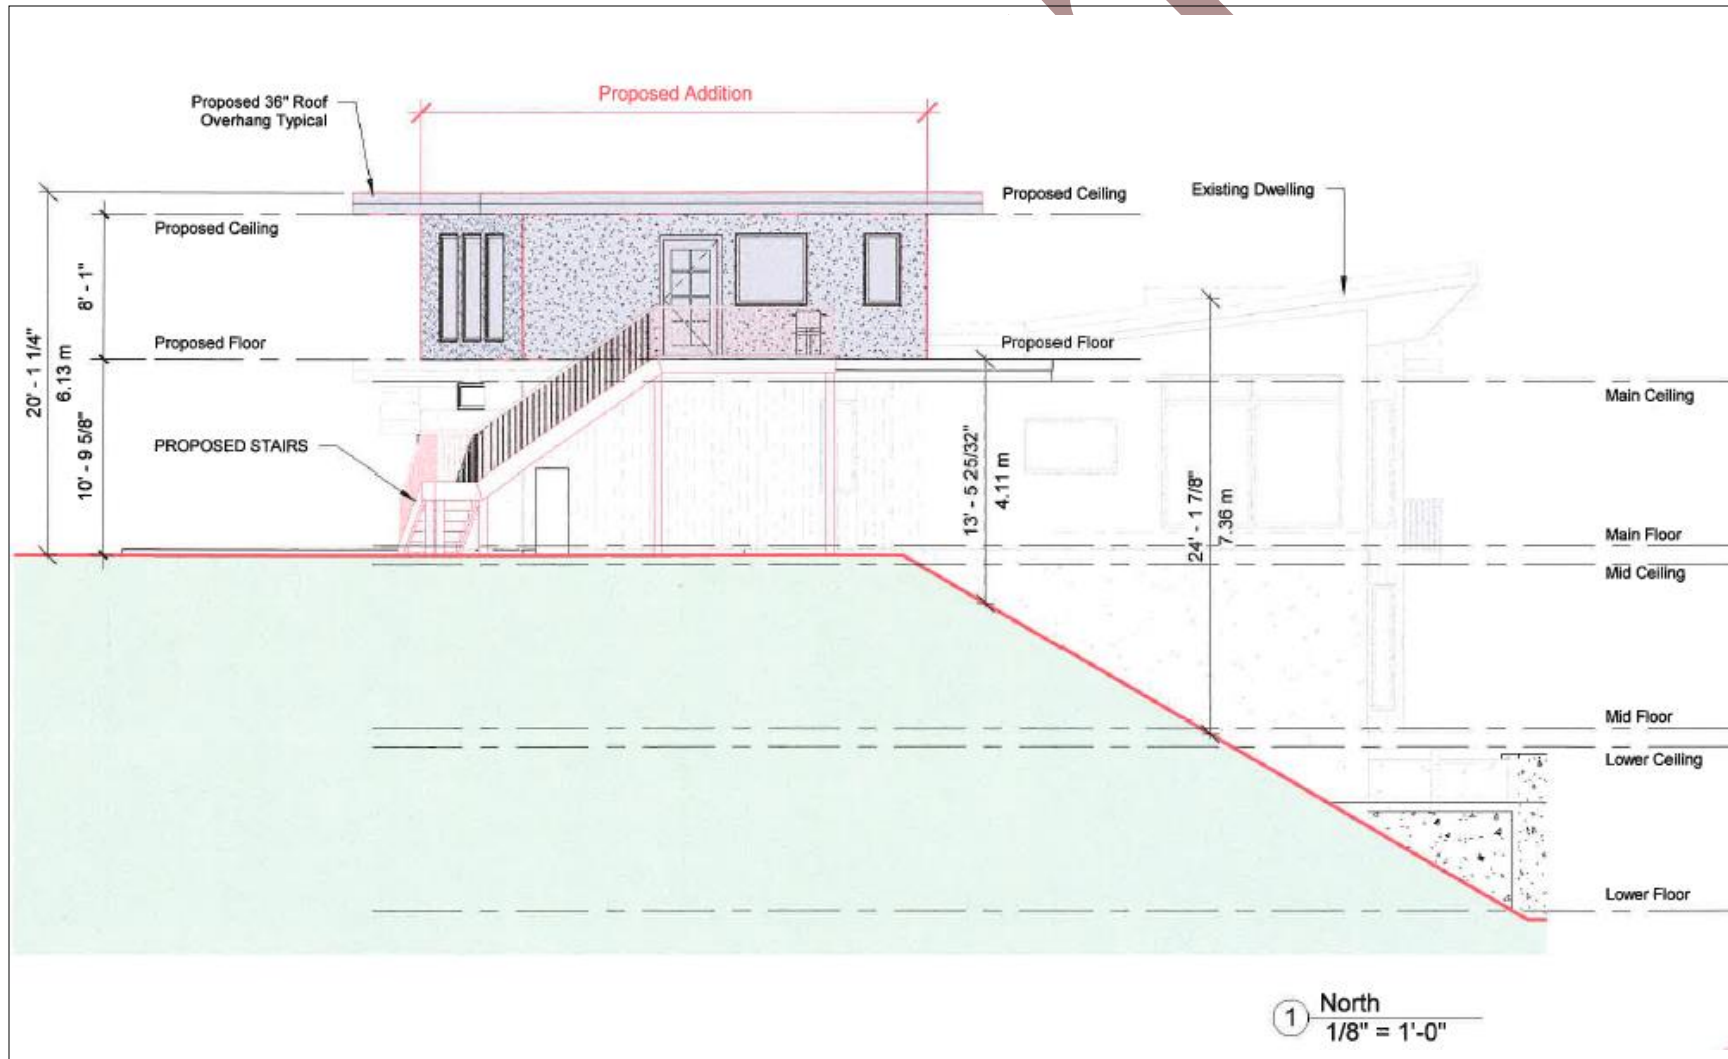 Proposed Addition
Proposed 36" Roof
Overhang Typical
Proposed Ceiling
Existing Dwelling
Proposed Ceiling
8' - 1"
20' - 1 1/4"
6.13 m
Proposed Floor
Proposed Floor
Main Ceiling
10' - 9 5/8"
PROPOSED STAIRS
13' - 5 25/32"
4.11 m
24' - 1 7/8"
7.36 m
Main Floor
Mid Ceiling
Mid Floor
Lower Ceiling
Lower Floor
1
North
1/8" = 1'-0"